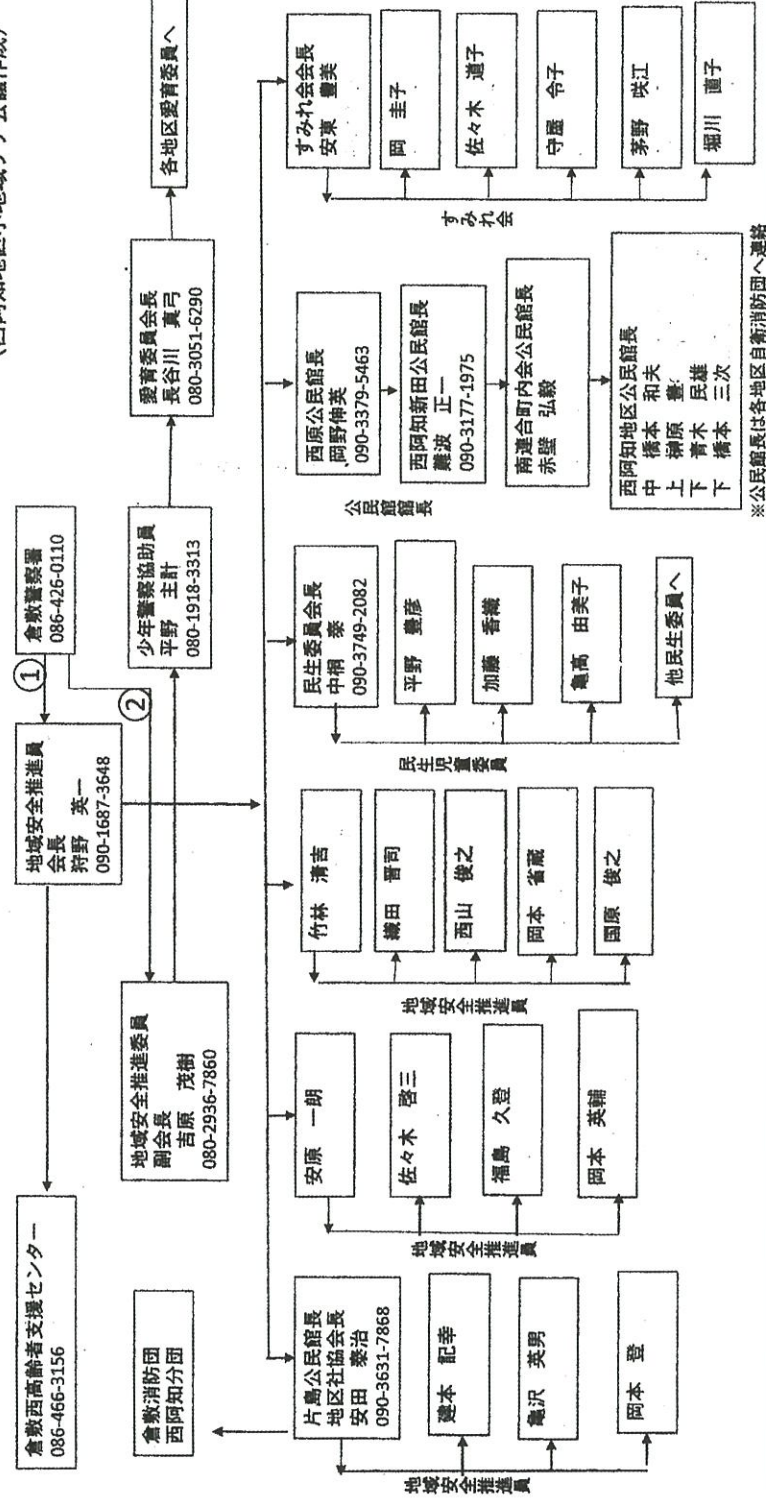 (西阿知地区小地域ケア会議作成)
倉敷警察署
086-426-0110
①
②
地域安全推進員
会長
狩野 英一
090-1687-3648
倉敷西高齢者支援センター
086-466-3156
地域安全推進委員
副会長
吉原 茂樹
080-2936-7860
少年警察協助員
平野 主計
080-1918-3313
愛育委員会長
長谷川 真弓
080-3051-6290
各地区愛育委員へ
倉敷消防団
西阿知分団
片島公民館長
地区社協会長
安田 泰治
090-3631-7868
建本 記幸
亀沢 英男
岡本 登
地域安全推進員
安原 一朗
佐々木 啓三
福島 久登
岡本 英輔
地域安全推進員
竹林 清吉
織田 晋司
西山 俊之
岡本 省蔵
国原 俊之
地域安全推進員
民生委員会長
中桐 泰
090-3749-2082
平野 豊彦
加藤 香織
亀高 由美子
他民生委員へ
民生児童委員
西原公民館長
岡野伸英
090-3379-5463
西阿知新田公民館長
難波 正一
090-3177-1975
南連合町内会公民館長
赤壁 弘毅
西阿知地区公民館長
中 橋本 和夫
上 榊原 豊
下 青木 民雄
下 橋本 三次
公民館館長
※公民館長は各地区自衛消防団へ連絡
すみれ会会長
安東 豊美
岡 圭子
佐々木 道子
守屋 令子
茅野 咲江
堀川 直子
すみれ会